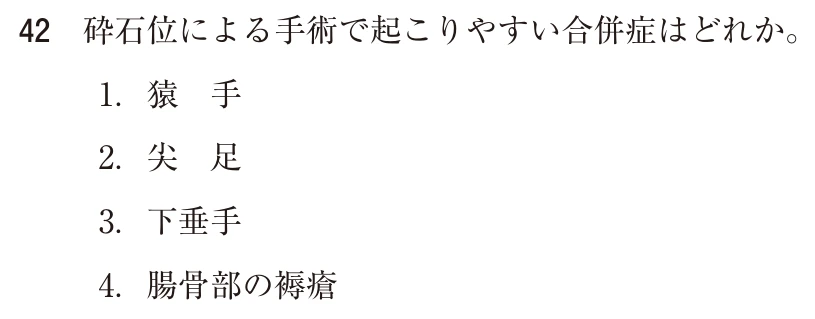 42　砕石位による手術で起こりやすい合併症はどれか。
1. 猿　手
2. 尖　足
3. 下垂手
4. 腸骨部の褥瘡